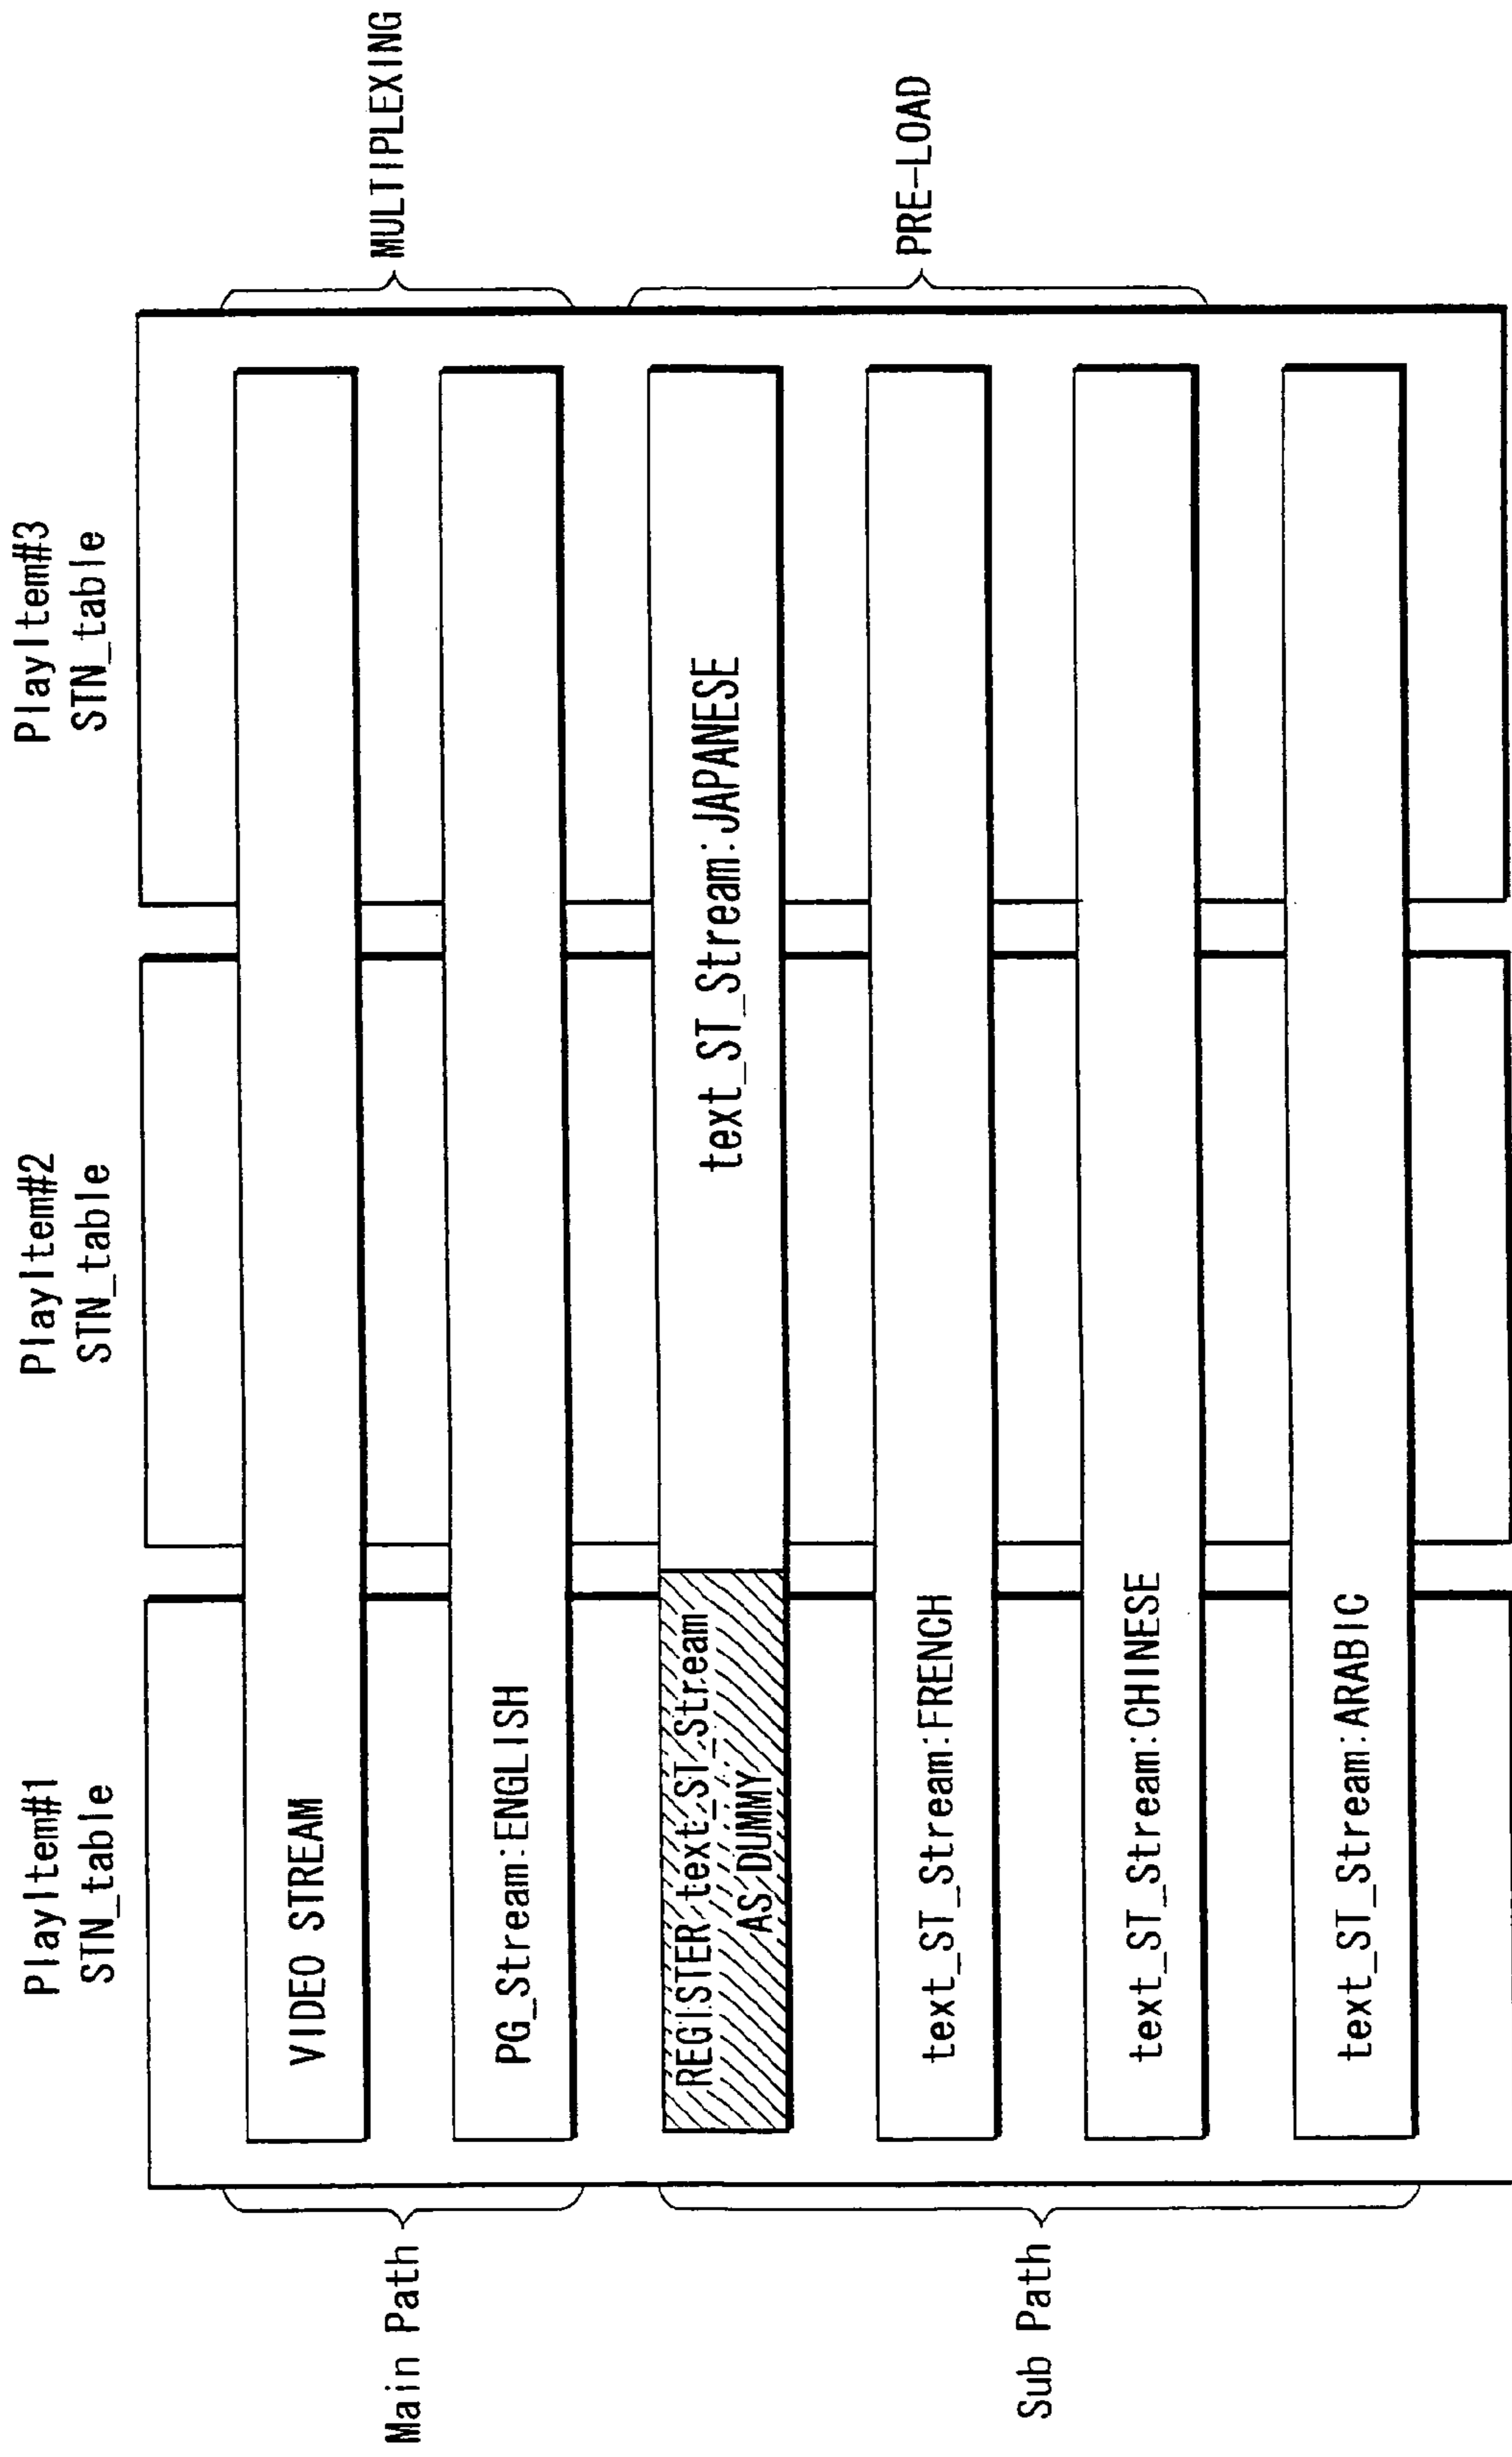 PlayItem#1
STN_table
PlayItem#2
STN_table
PlayItem#3
STN_table
Main Path
VIDEO STREAM
PG_Stream:ENGLISH
MULTIPLEXING
Sub Path
REGISTER text_ST_Stream
AS DUMMY
text_ST_Stream:JAPANESE
text_ST_Stream:FRENCH
text_ST_Stream:CHINESE
text_ST_Stream:ARABIC
PRE-LOAD